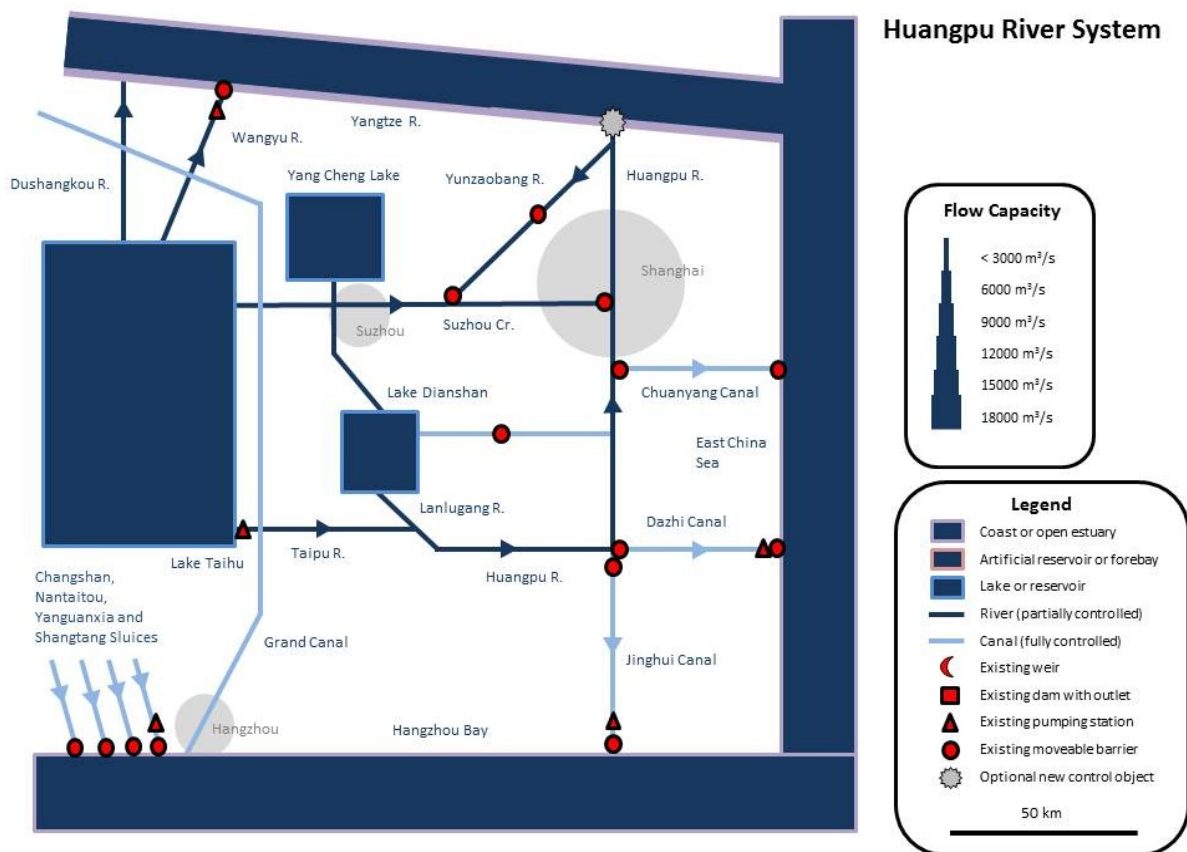 Huangpu River System
Yangtze R.
Wangyu R.
Dushangkou R.
Yang Cheng Lake
Yunzaobang R.
Huangpu R.
Shanghai
Suzhou
Suzhou Cr.
Lake Dianshan
Chuanyang Canal
East China
Sea
Lanlugang R.
Dazhi Canal
Lake Taihu
Taipu R.
Huangpu R.
Changshan,
Nantaitou,
Yanguanxia and
Shangtang Sluices
Grand Canal
Jinghui Canal
Hangzhou
Hangzhou Bay
Flow Capacity
< 3000 m³/s
6000 m³/s
9000 m³/s
12000 m³/s
15000 m³/s
18000 m³/s
Legend
Coast or open estuary
Artificial reservoir or forebay
Lake or reservoir
River (partially controlled)
Canal (fully controlled)
Existing weir
Existing dam with outlet
Existing pumping station
Existing moveable barrier
Optional new control object
50 km